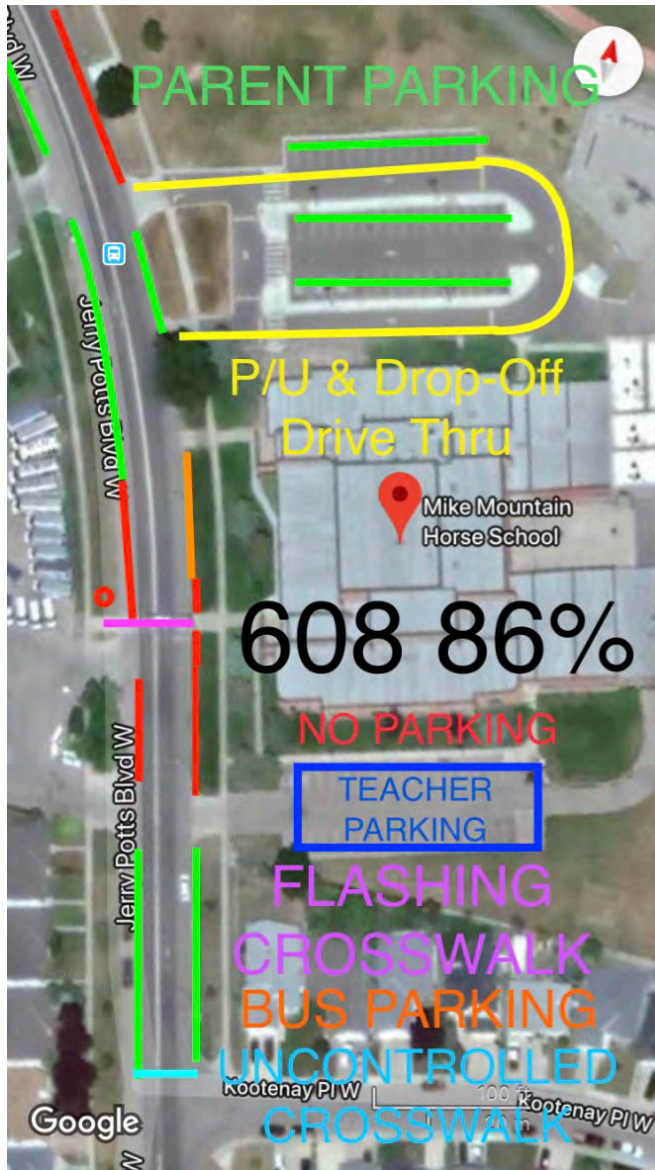 PARENT PARKING
Jerry Potts Blvd W
P/U & Drop-Off
Drive Thru
Mike Mountain
Horse School
608 86%
NO PARKING
TEACHER
PARKING
Jerry Potts Blvd W
FLASHING
CROSSWALK
BUS PARKING
UNCONTROLLED
Kootenay Pl W
100 ft
Google
CROSSWALK
Kootenay Pl W
W